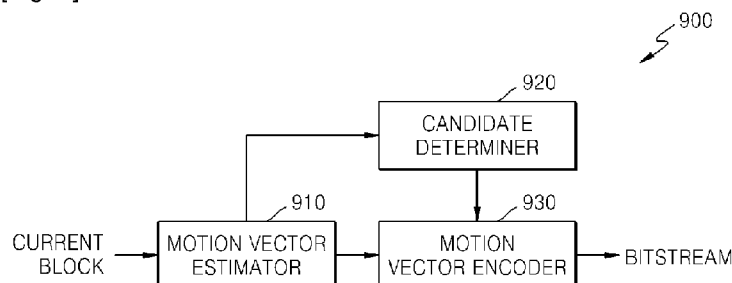 900
920
CANDIDATE
DETERMINER
910
930
CURRENT
BLOCK
MOTION VECTOR
ESTIMATOR
MOTION
VECTOR ENCODER
BITSTREAM